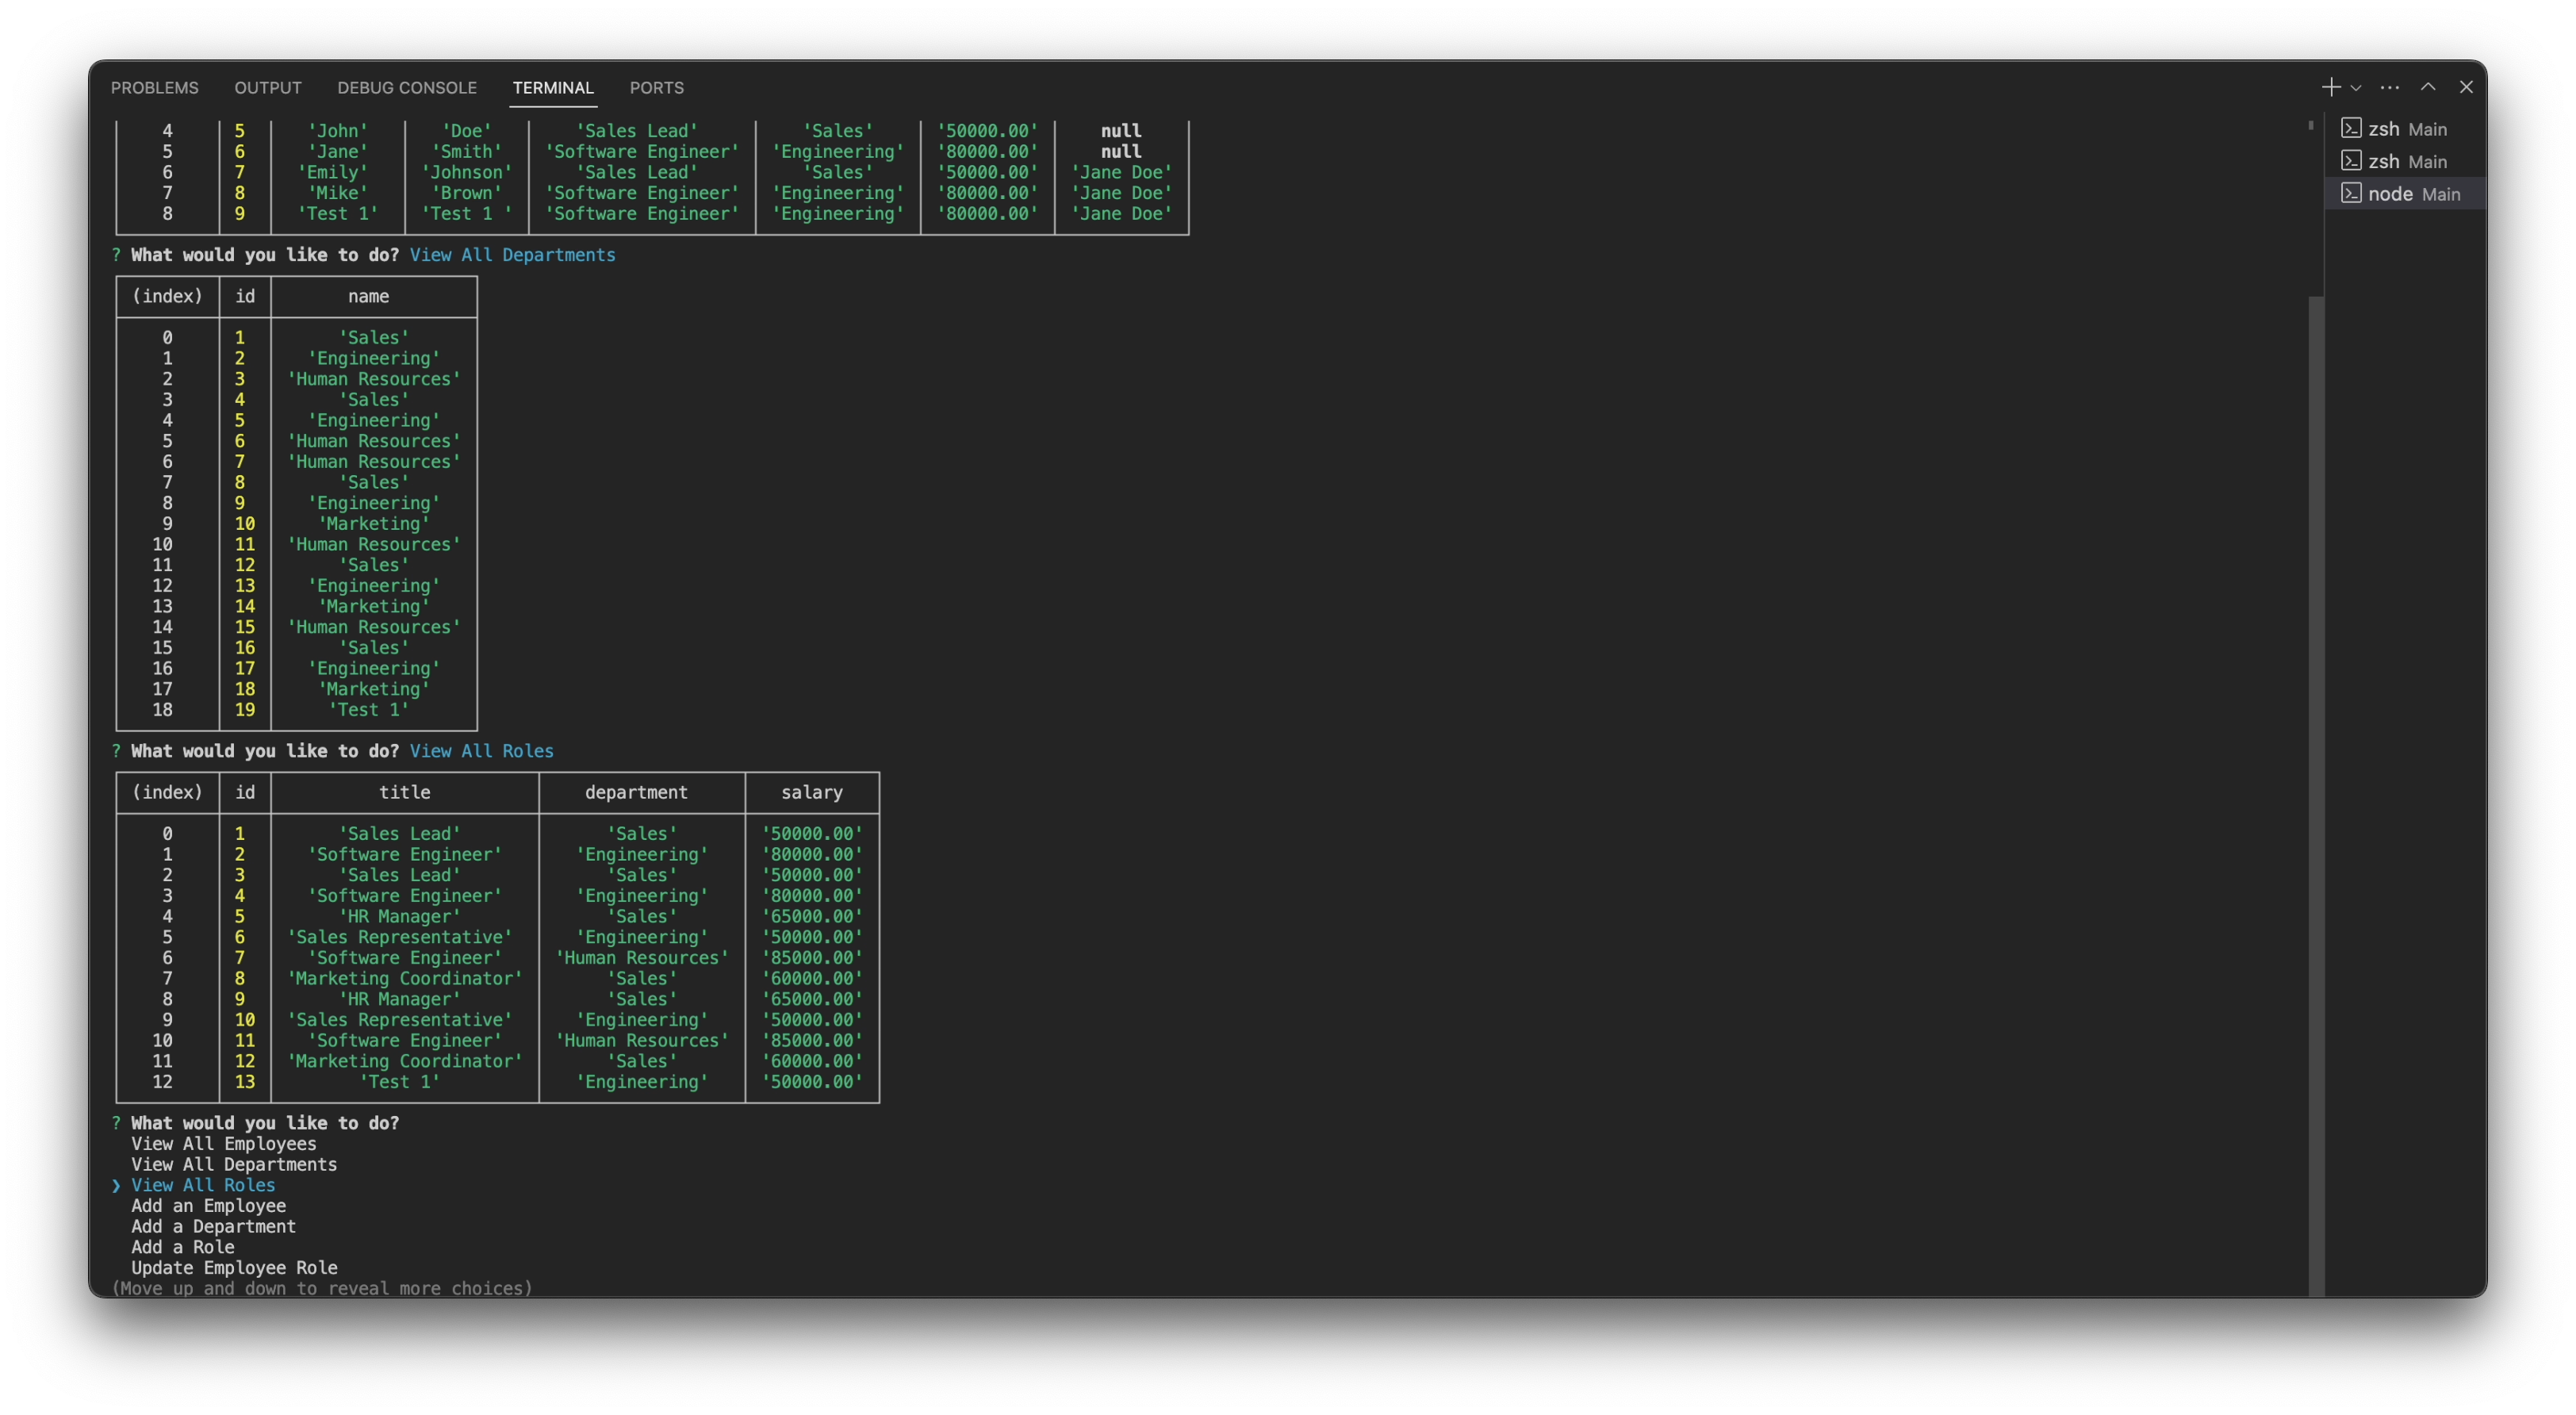 PROBLEMS OUTPUT DEBUG CONSOLE TERMINAL PORTS
zsh Main
zsh Main
node Main
4 5 'John' 'Doe' 'Sales Lead' 'Sales' '50000.00' null
5 6 'Jane' 'Smith' 'Software Engineer' 'Engineering' '80000.00' null
6 7 'Emily' 'Johnson' 'Sales Lead' 'Sales' '50000.00' 'Jane Doe'
7 8 'Mike' 'Brown' 'Software Engineer' 'Engineering' '80000.00' 'Jane Doe'
8 9 'Test 1' 'Test 1 ' 'Software Engineer' 'Engineering' '80000.00' 'Jane Doe'
? What would you like to do? View All Departments
(index) id name
0 1 'Sales'
1 2 'Engineering'
2 3 'Human Resources'
3 4 'Sales'
4 5 'Engineering'
5 6 'Human Resources'
6 7 'Human Resources'
7 8 'Sales'
8 9 'Engineering'
9 10 'Marketing'
10 11 'Human Resources'
11 12 'Sales'
12 13 'Engineering'
13 14 'Marketing'
14 15 'Human Resources'
15 16 'Sales'
16 17 'Engineering'
17 18 'Marketing'
18 19 'Test 1'
? What would you like to do? View All Roles
(index) id title department salary
0 1 'Sales Lead' 'Sales' '50000.00'
1 2 'Software Engineer' 'Engineering' '80000.00'
2 3 'Sales Lead' 'Sales' '50000.00'
3 4 'Software Engineer' 'Engineering' '80000.00'
4 5 'HR Manager' 'Sales' '65000.00'
5 6 'Sales Representative' 'Engineering' '50000.00'
6 7 'Software Engineer' 'Human Resources' '85000.00'
7 8 'Marketing Coordinator' 'Sales' '60000.00'
8 9 'HR Manager' 'Sales' '65000.00'
9 10 'Sales Representative' 'Engineering' '50000.00'
10 11 'Software Engineer' 'Human Resources' '85000.00'
11 12 'Marketing Coordinator' 'Sales' '60000.00'
12 13 'Test 1' 'Engineering' '50000.00'
? What would you like to do?
View All Employees
View All Departments
❯ View All Roles
Add an Employee
Add a Department
Add a Role
Update Employee Role
(Move up and down to reveal more choices)